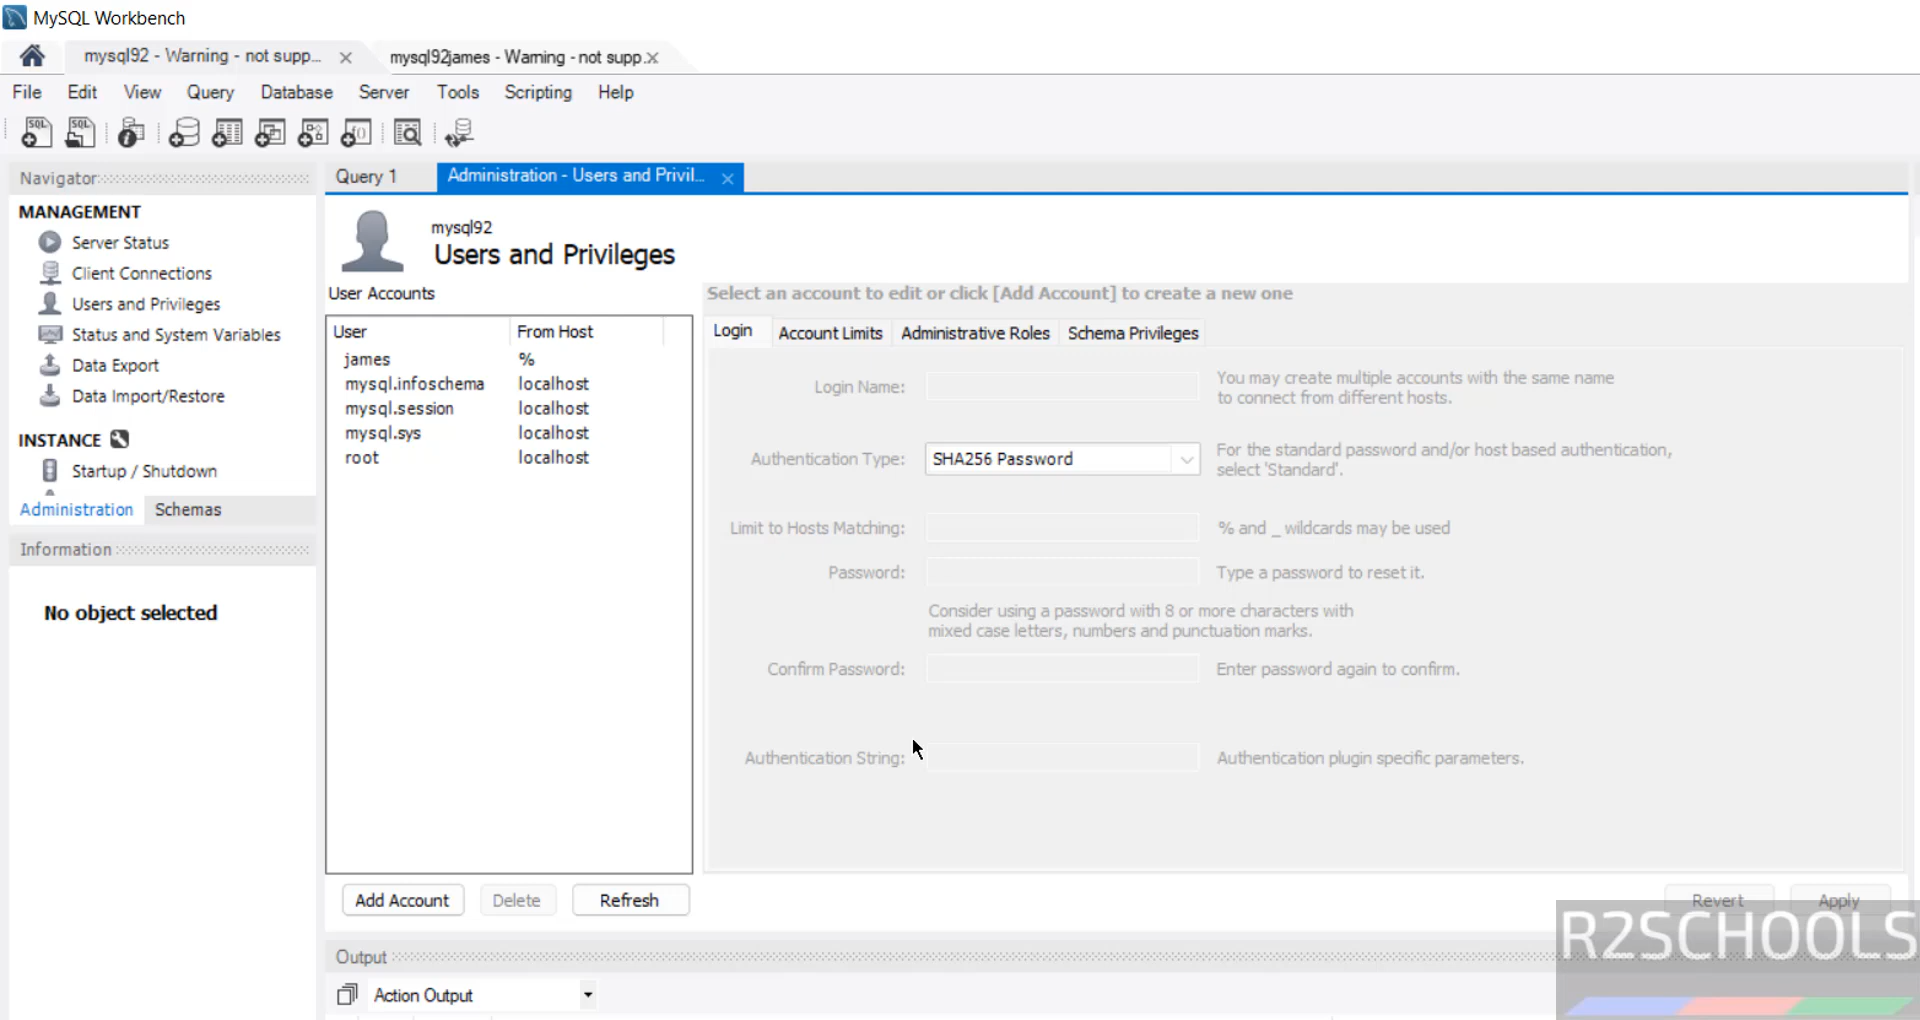 MySQL Workbench
mysql92 - Warning - not supp...
mysql92james - Warning - not supp.
File Edit View Query Database Server Tools Scripting Help
SQL SQL
Navigator
MANAGEMENT
Server Status
Client Connections
Users and Privileges
Status and System Variables
Data Export
Data Import/Restore
INSTANCE
Startup / Shutdown
Administration Schemas
Information
No object selected
Query 1 Administration - Users and Privil...
mysql92
Users and Privileges
User Accounts
User From Host
james %
mysql.infoschema localhost
mysql.session localhost
mysql.sys localhost
root localhost
Add Account Delete Refresh
Select an account to edit or click [Add Account] to create a new one
Login Account Limits Administrative Roles Schema Privileges
Login Name: You may create multiple accounts with the same name
to connect from different hosts.
Authentication Type: SHA256 Password For the standard password and/or host based authentication,
select 'Standard'.
Limit to Hosts Matching: % and _ wildcards may be used
Password: Type a password to reset it.
Consider using a password with 8 or more characters with
mixed case letters, numbers and punctuation marks.
Confirm Password: Enter password again to confirm.
Authentication String: Authentication plugin specific parameters.
Revert Apply
R2SCHOOLS
Output
Action Output